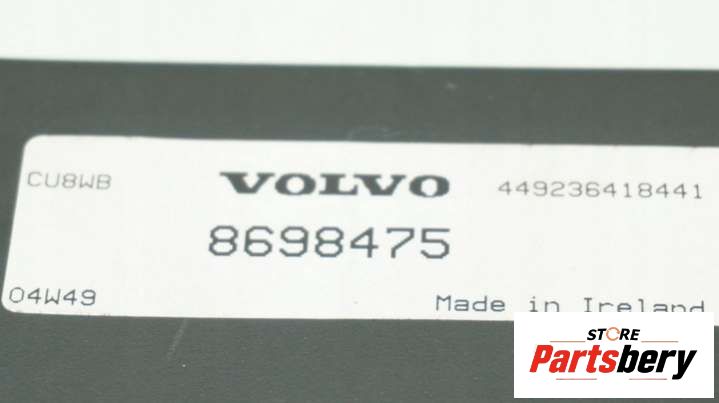 CU8WB VOLVO 449236418441
8698475
04W49 Made in Ireland
STORE
Partsbery